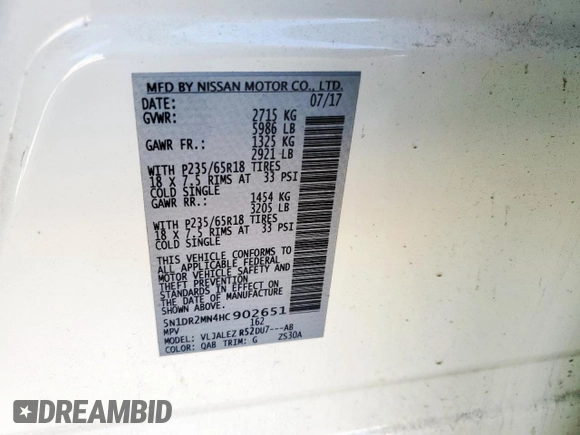 MFD BY NISSAN MOTOR CO., LTD.
DATE: 07/17
GVWR: 2715 KG
5986 LB
GAWR FR.: 1325 KG
2921 LB
WITH P235/65R18 TIRES
18 X 7.5 RIMS AT 33 PSI
COLD SINGLE
GAWR RR.: 1454 KG
3205 LB
WITH P235/65R18 TIRES
18 X 7.5 RIMS AT 33 PSI
COLD SINGLE
THIS VEHICLE CONFORMS TO
ALL APPLICABLE FEDERAL
MOTOR VEHICLE SAFETY AND
THEFT PREVENTION
STANDARDS IN EFFECT ON
THE DATE OF MANUFACTURE
SHOWN ABOVE.
5N1DR2MN4HC902651
MPV 162
MODEL: VLJALEZ R52DU7---AB
COLOR: QAB TRIM: G ZS30A
DREAMBID